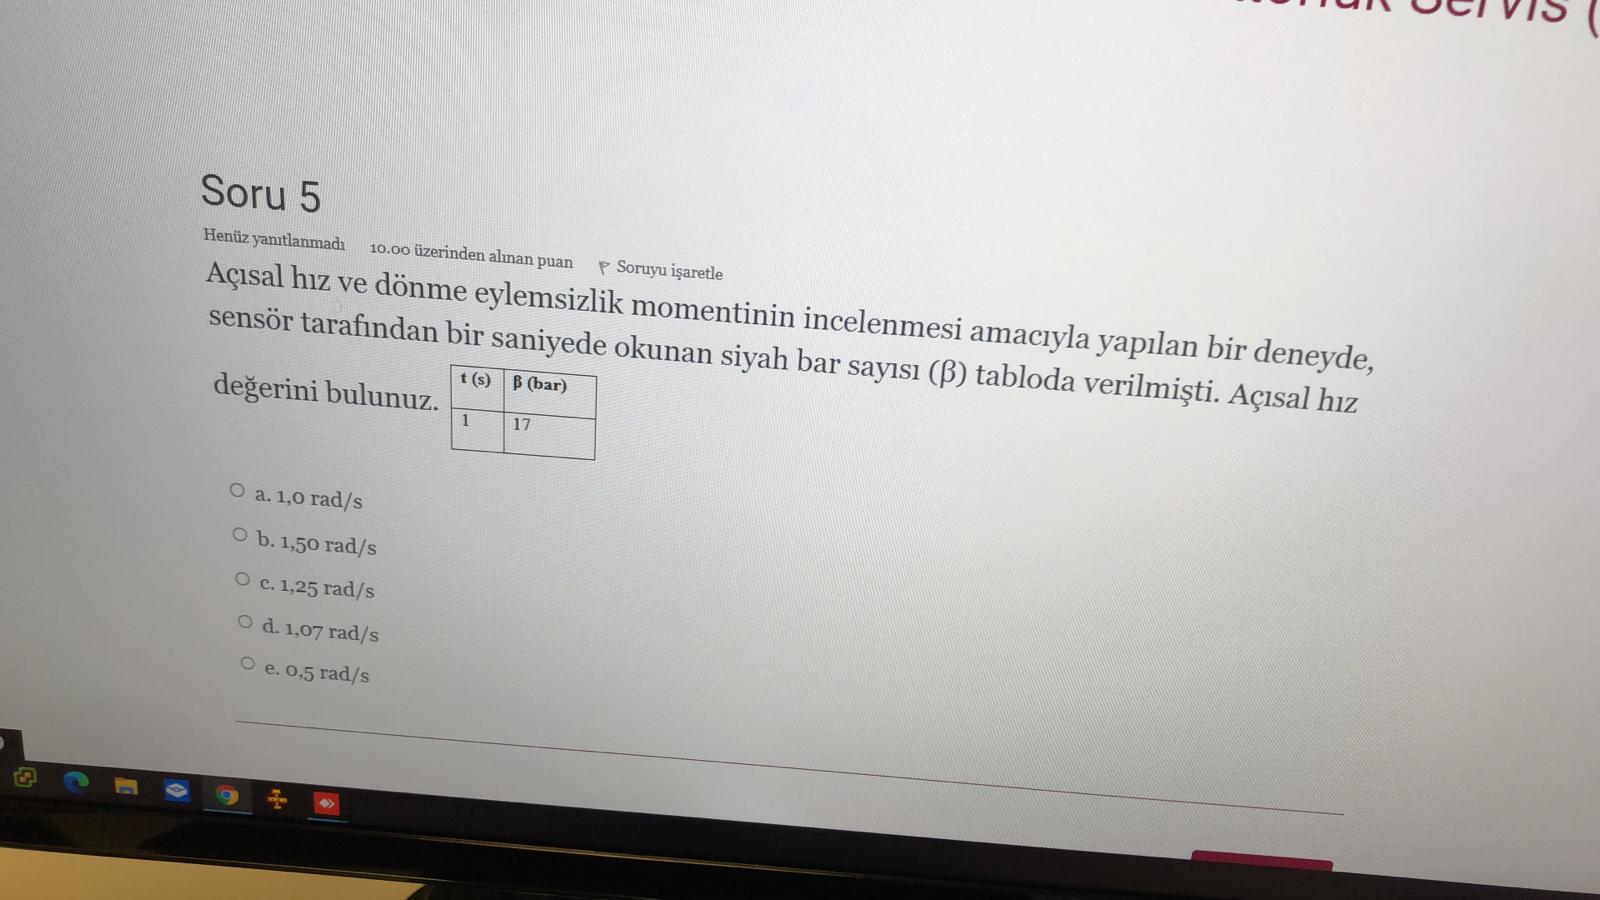 Servis (
Soru 5
Henüz yanıtlanmadı 10.00 üzerinden alınan puan Soruyu işaretle
Açısal hız ve dönme eylemsizlik momentinin incelenmesi amacıyla yapılan bir deneyde,
sensör tarafından bir saniyede okunan siyah bar sayısı (β) tabloda verilmişti. Açısal hız
değerini bulunuz.
t (s) β (bar)
1 17
a. 1,0 rad/s
b. 1,50 rad/s
c. 1,25 rad/s
d. 1,07 rad/s
e. 0,5 rad/s